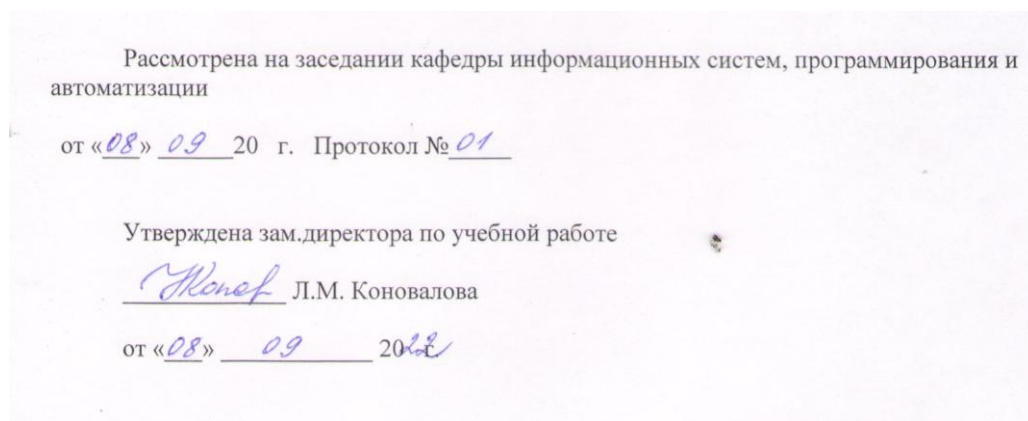 Рассмотрена на заседании кафедры информационных систем, программирования и
автоматизации
от «08» 09 20 г. Протокол № 01
Утверждена зам.директора по учебной работе
Л.М. Коновалова
от «08» 09 2022 г.